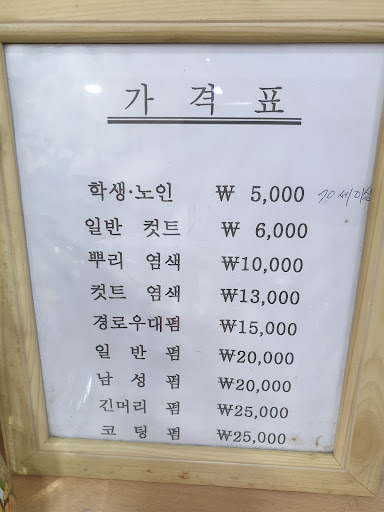 가 격 표
학생·노인 ₩ 5,000 70세이상
일반 컷트 ₩ 6,000
뿌리 염색 ₩10,000
컷트 염색 ₩13,000
경로우대펌 ₩15,000
일 반 펌 ₩20,000
남 성 펌 ₩20,000
긴머리 펌 ₩25,000
코 팅 펌 ₩25,000